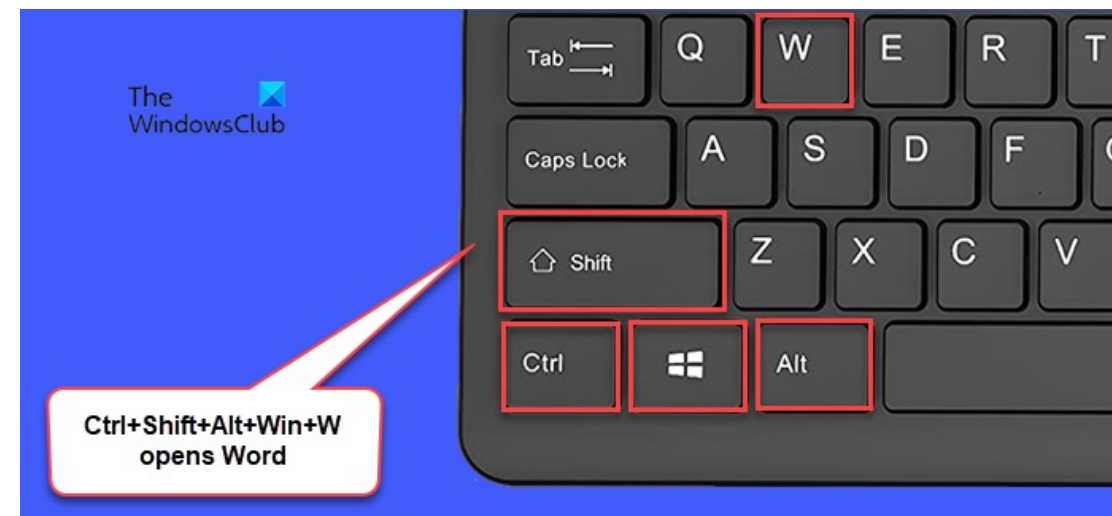 The
WindowsClub
Tab
Q
W
E
R
T
Caps Lock
A
S
D
F
Shift
Z
X
C
V
Ctrl
Alt
Ctrl+Shift+Alt+Win+W
opens Word